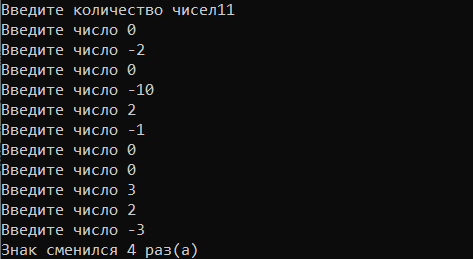 Введите количество чисел11
Введите число 0
Введите число -2
Введите число 0
Введите число -10
Введите число 2
Введите число -1
Введите число 0
Введите число 0
Введите число 3
Введите число 2
Введите число -3
Знак сменился 4 раз(а)